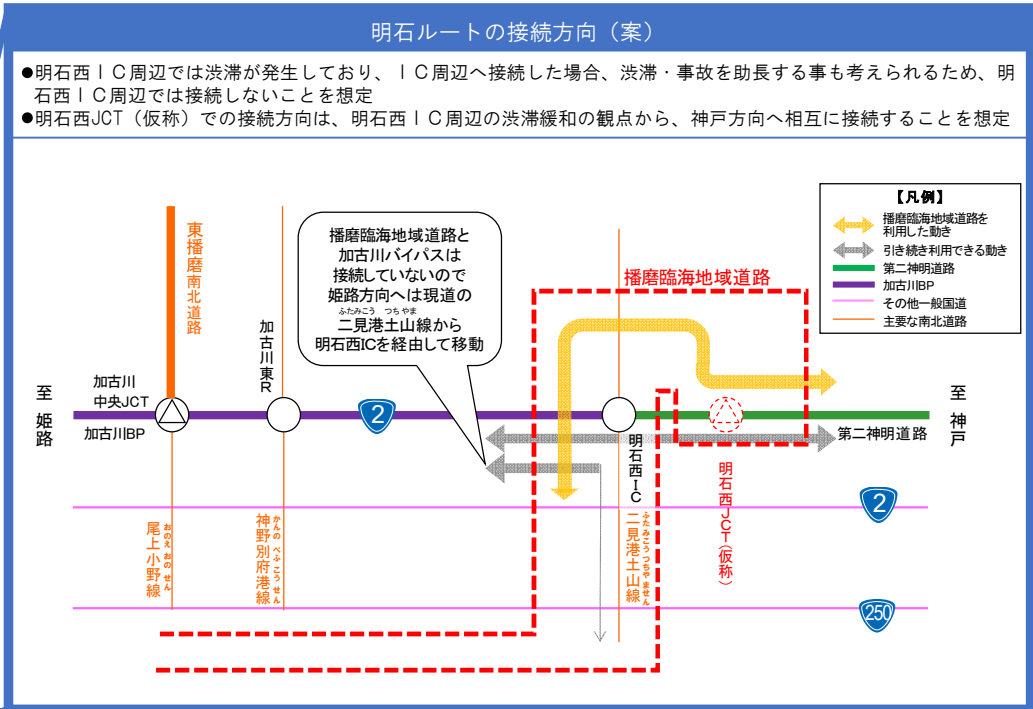 明石ルートの接続方向（案）
●明石西ＩＣ周辺では渋滞が発生しており、ＩＣ周辺へ接続した場合、渋滞・事故を助長する事も考えられるため、明
石西ＩＣ周辺では接続しないことを想定
●明石西JCT（仮称）での接続方向は、明石西ＩＣ周辺の渋滞緩和の観点から、神戸方向へ相互に接続することを想定
【凡例】
播磨臨海地域道路を
利用した動き
引き続き利用できる動き
第二神明道路
加古川BP
その他一般国道
主要な南北道路
東播磨南北道路
加古川東R
播磨臨海地域道路と
加古川バイパスは
接続していないので
姫路方向へは現道の
ふたみこう つちやま
二見港土山線から
明石西ICを経由して移動
播磨臨海地域道路
至 姫路
加古川
中央JCT
加古川BP
2
明石西IC
第二神明道路
至 神戸
明石西JCT(仮称)
2
尾上小野線
おのえ おの せん
神野別府港線
かんの べふ こう せん
二見港土山線
ふたみこう つちやま せん
250